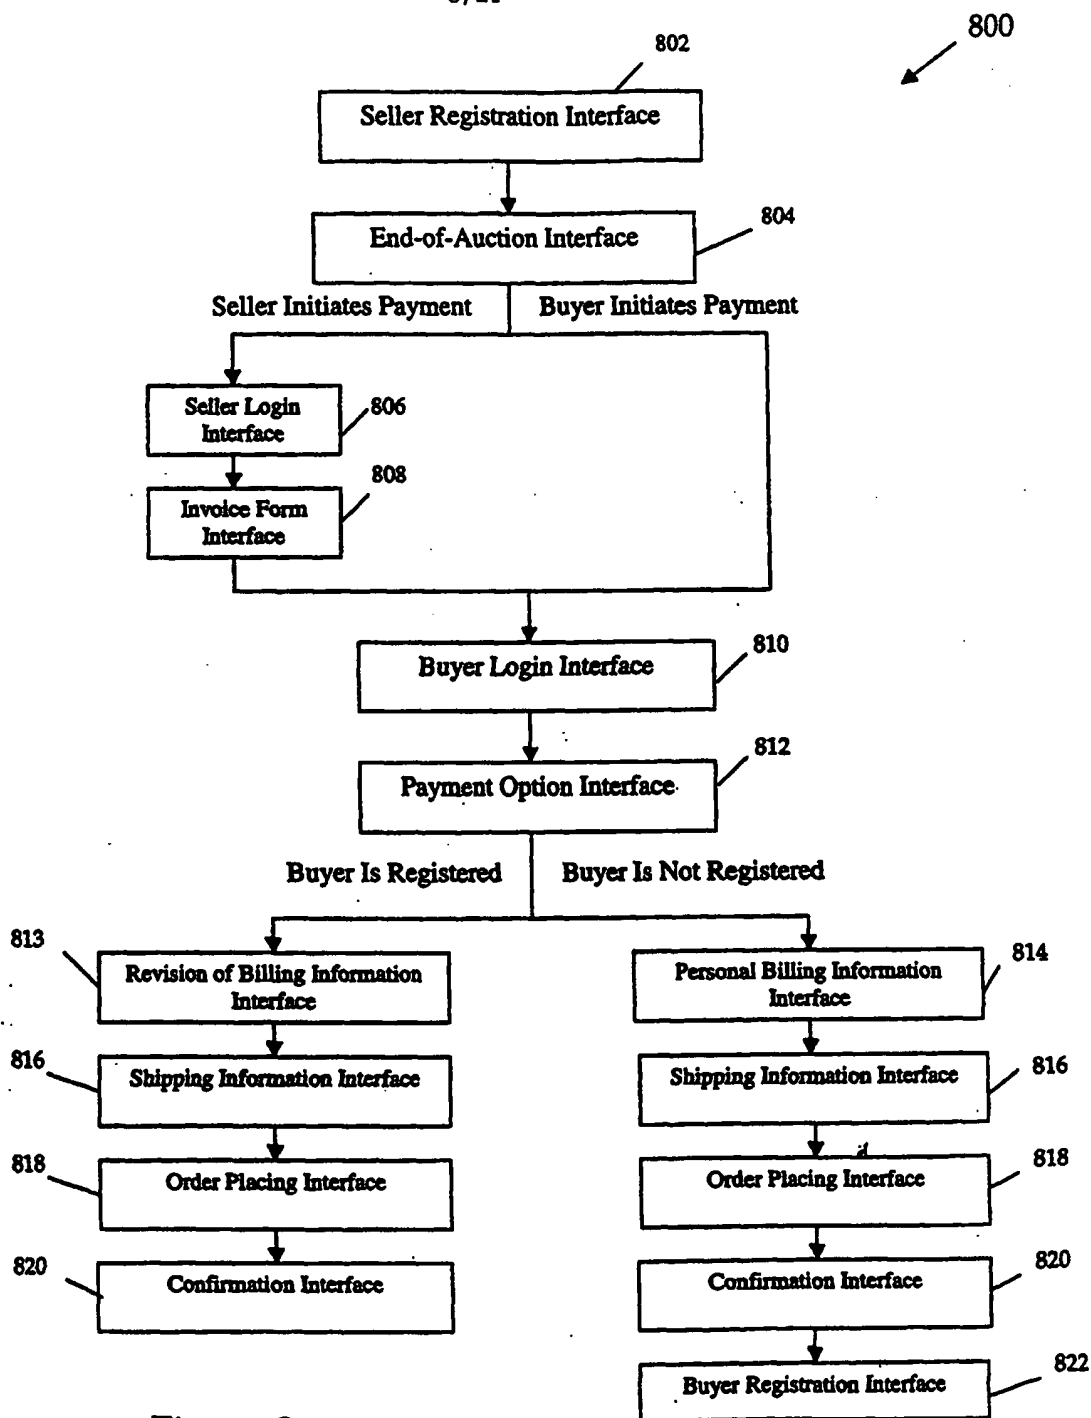 800
802
Seller Registration Interface
804
End-of-Auction Interface
Seller Initiates Payment
Buyer Initiates Payment
Seller Login
Interface
806
808
Invoice Form
Interface
810
Buyer Login Interface
812
Payment Option Interface
Buyer Is Registered
Buyer Is Not Registered
813
Revision of Billing Information
Interface
814
Personal Billing Information
Interface
816
Shipping Information Interface
816
Shipping Information Interface
818
Order Placing Interface
818
Order Placing Interface
820
Confirmation Interface
820
Confirmation Interface
822
Buyer Registration Interface